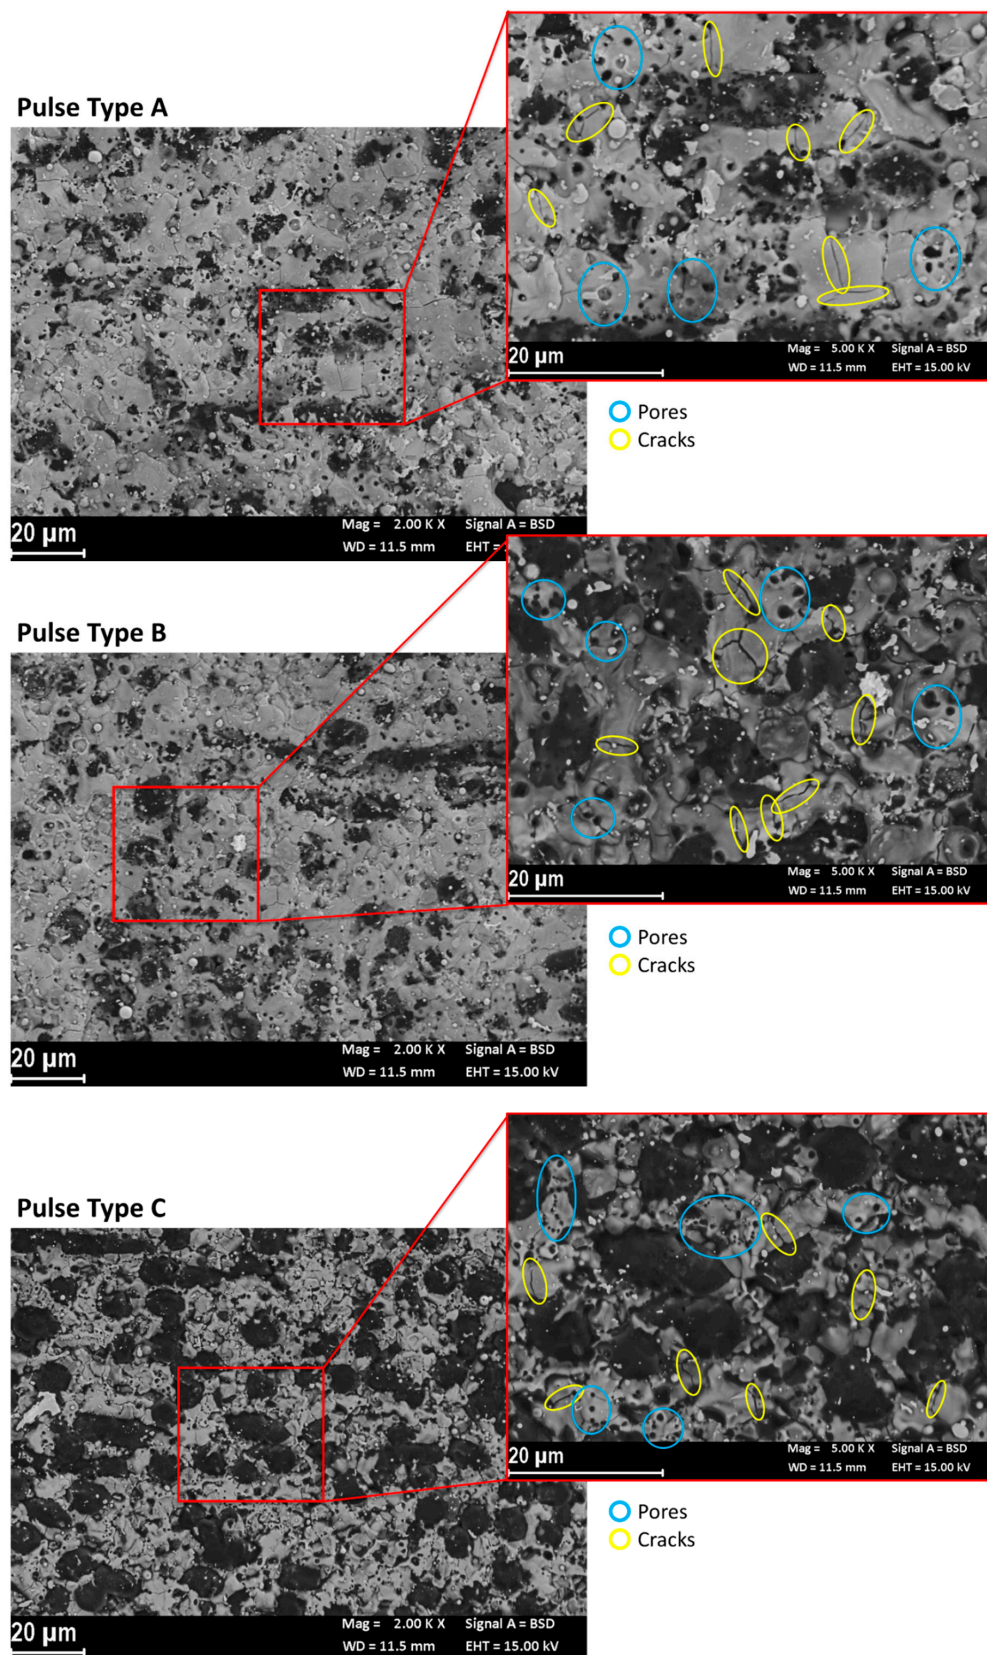 Pulse Type A
20 µm
Mag = 5.00 K X Signal A = BSD
WD = 11.5 mm EHT = 15.00 kV
Pores
Cracks
20 µm
Mag = 2.00 K X Signal A = BSD
WD = 11.5 mm EHT =
Pulse Type B
20 µm
Mag = 5.00 K X Signal A = BSD
WD = 11.5 mm EHT = 15.00 kV
Pores
Cracks
20 µm
Mag = 2.00 K X Signal A = BSD
WD = 11.5 mm EHT = 15.00 kV
Pulse Type C
20 µm
Mag = 5.00 K X Signal A = BSD
WD = 11.5 mm EHT = 15.00 kV
Pores
Cracks
20 µm
Mag = 2.00 K X Signal A = BSD
WD = 11.5 mm EHT = 15.00 kV